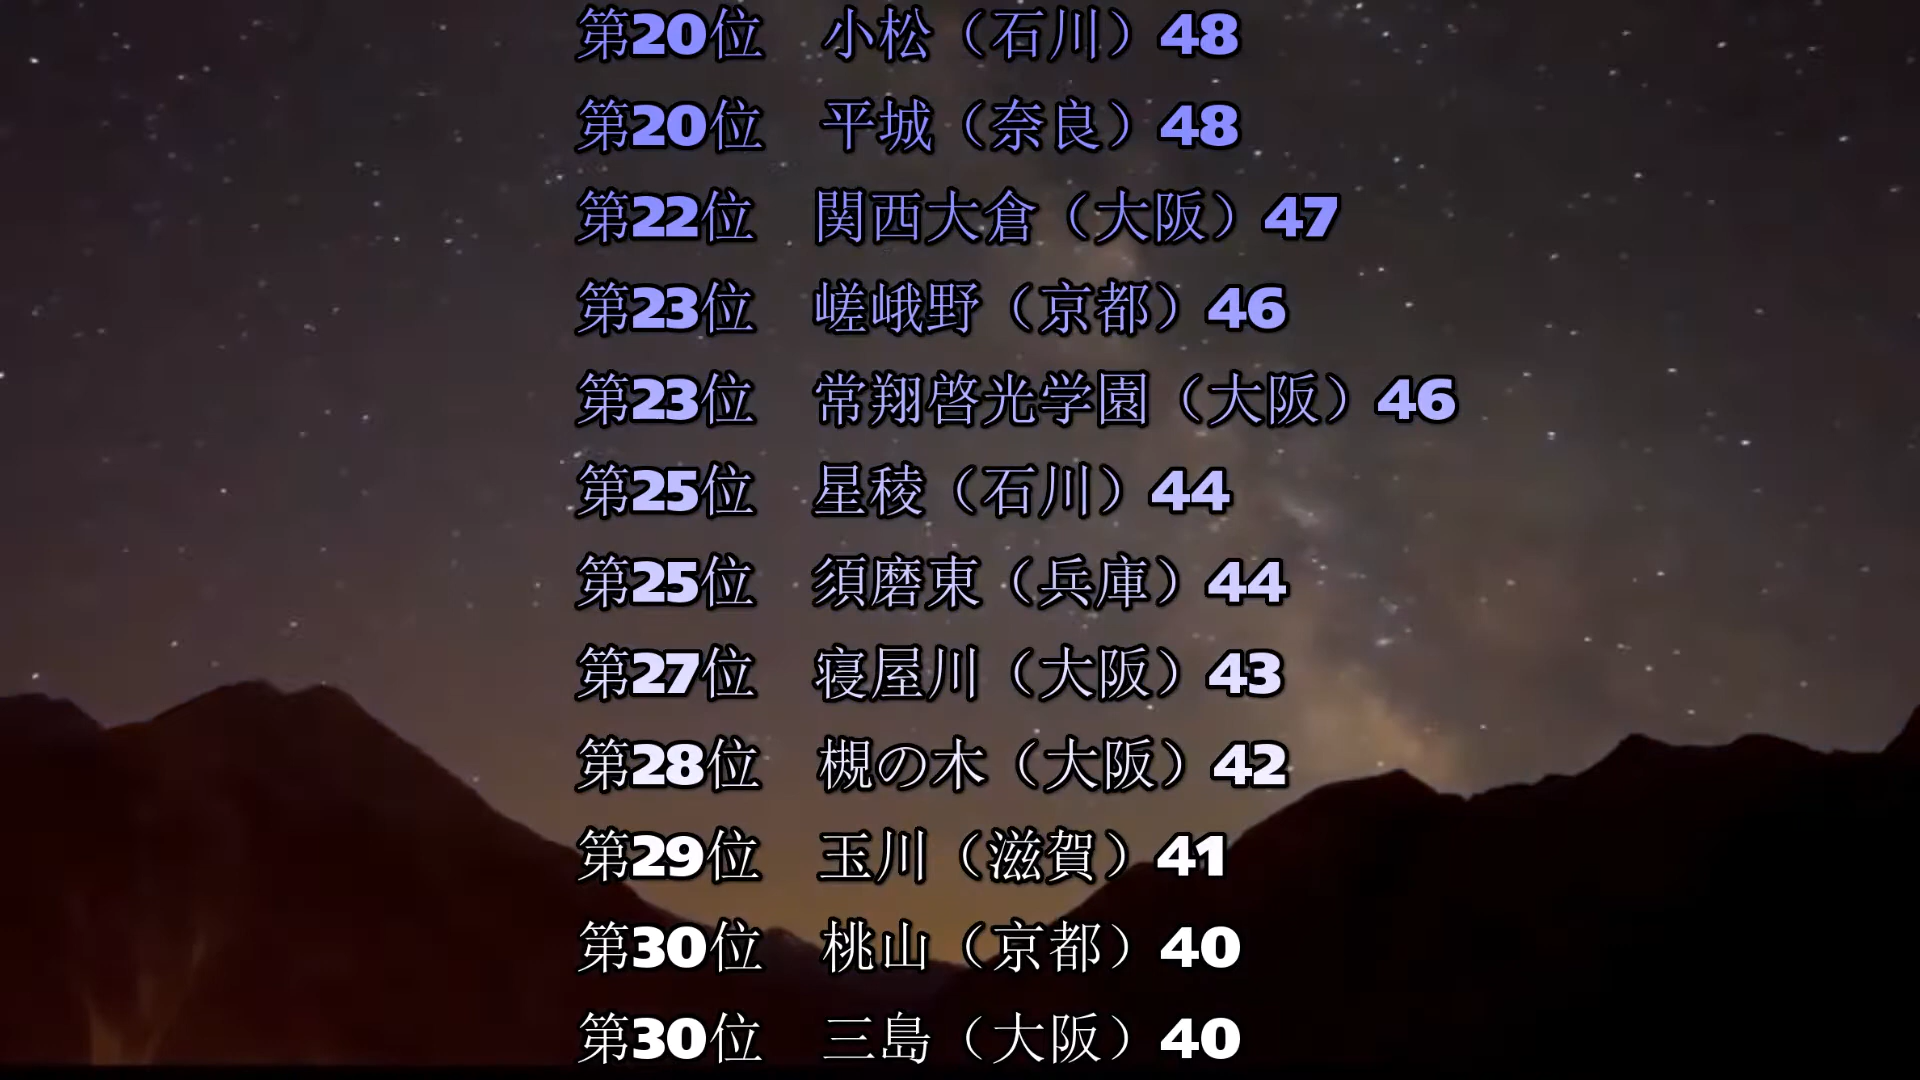 第20位　小松（石川）48
第20位　平城（奈良）48
第22位　関西大倉（大阪）47
第23位　嵯峨野（京都）46
第23位　常翔啓光学園（大阪）46
第25位　星稜（石川）44
第25位　須磨東（兵庫）44
第27位　寝屋川（大阪）43
第28位　槻の木（大阪）42
第29位　玉川（滋賀）41
第30位　桃山（京都）40
第30位　三島（大阪）40